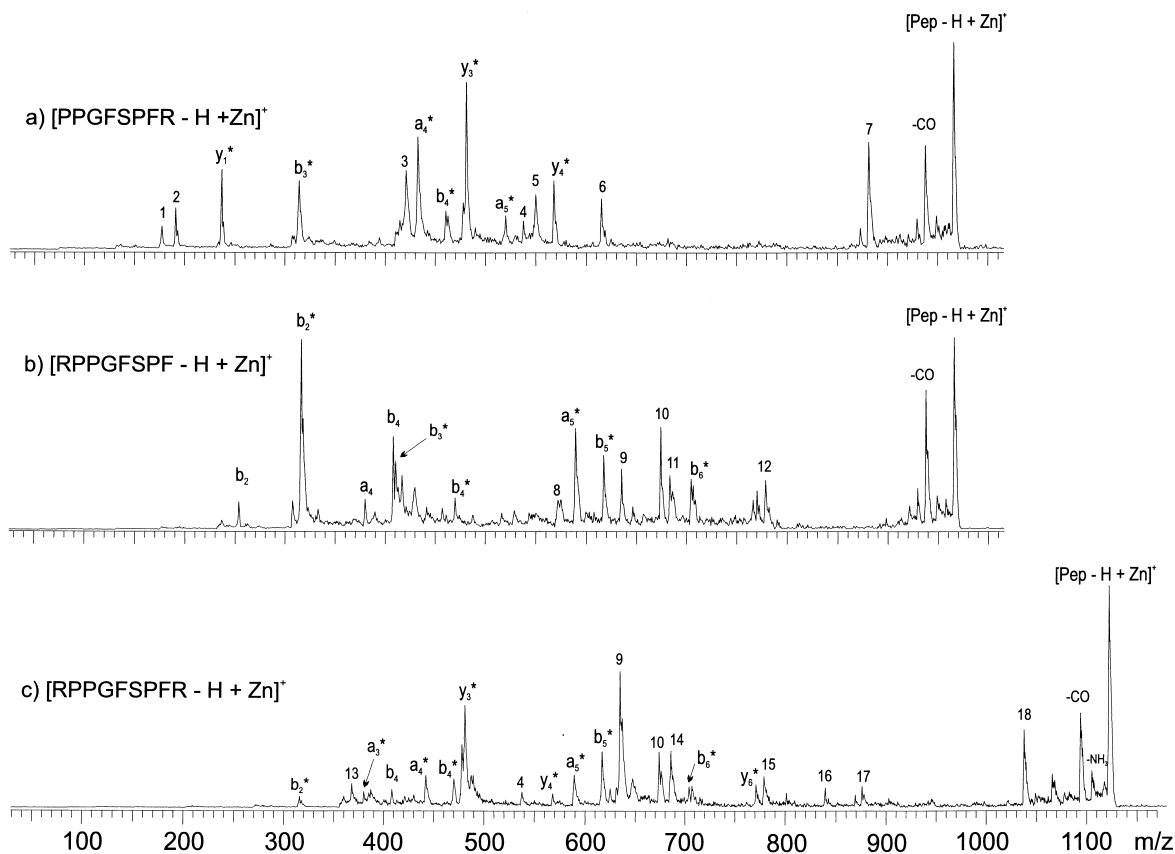 [Pep - H + Zn]⁺
a) [PPGFSPFR - H +Zn]⁺
1
2
y₁*
b₃*
3
a₄*
b₄*
y₃*
a₅*
4
5
y₄*
6
7
-CO
[Pep - H + Zn]⁺
b) [RPPGFSPF - H + Zn]⁺
b₂
b₂*
a₄
b₄
b₃*
b₄*
8
a₅*
b₅*
9
10
11
b₆*
12
-CO
[Pep - H + Zn]⁺
c) [RPPGFSPFR - H + Zn]⁺
b₂*
13
a₃*
b₄
a₄*
b₄*
y₃*
4
y₄*
a₅*
b₅*
9
10
14
b₆*
y₆*
15
16
17
18
-CO
-NH₃
100 200 300 400 500 600 700 800 900 1000 1100 m/z